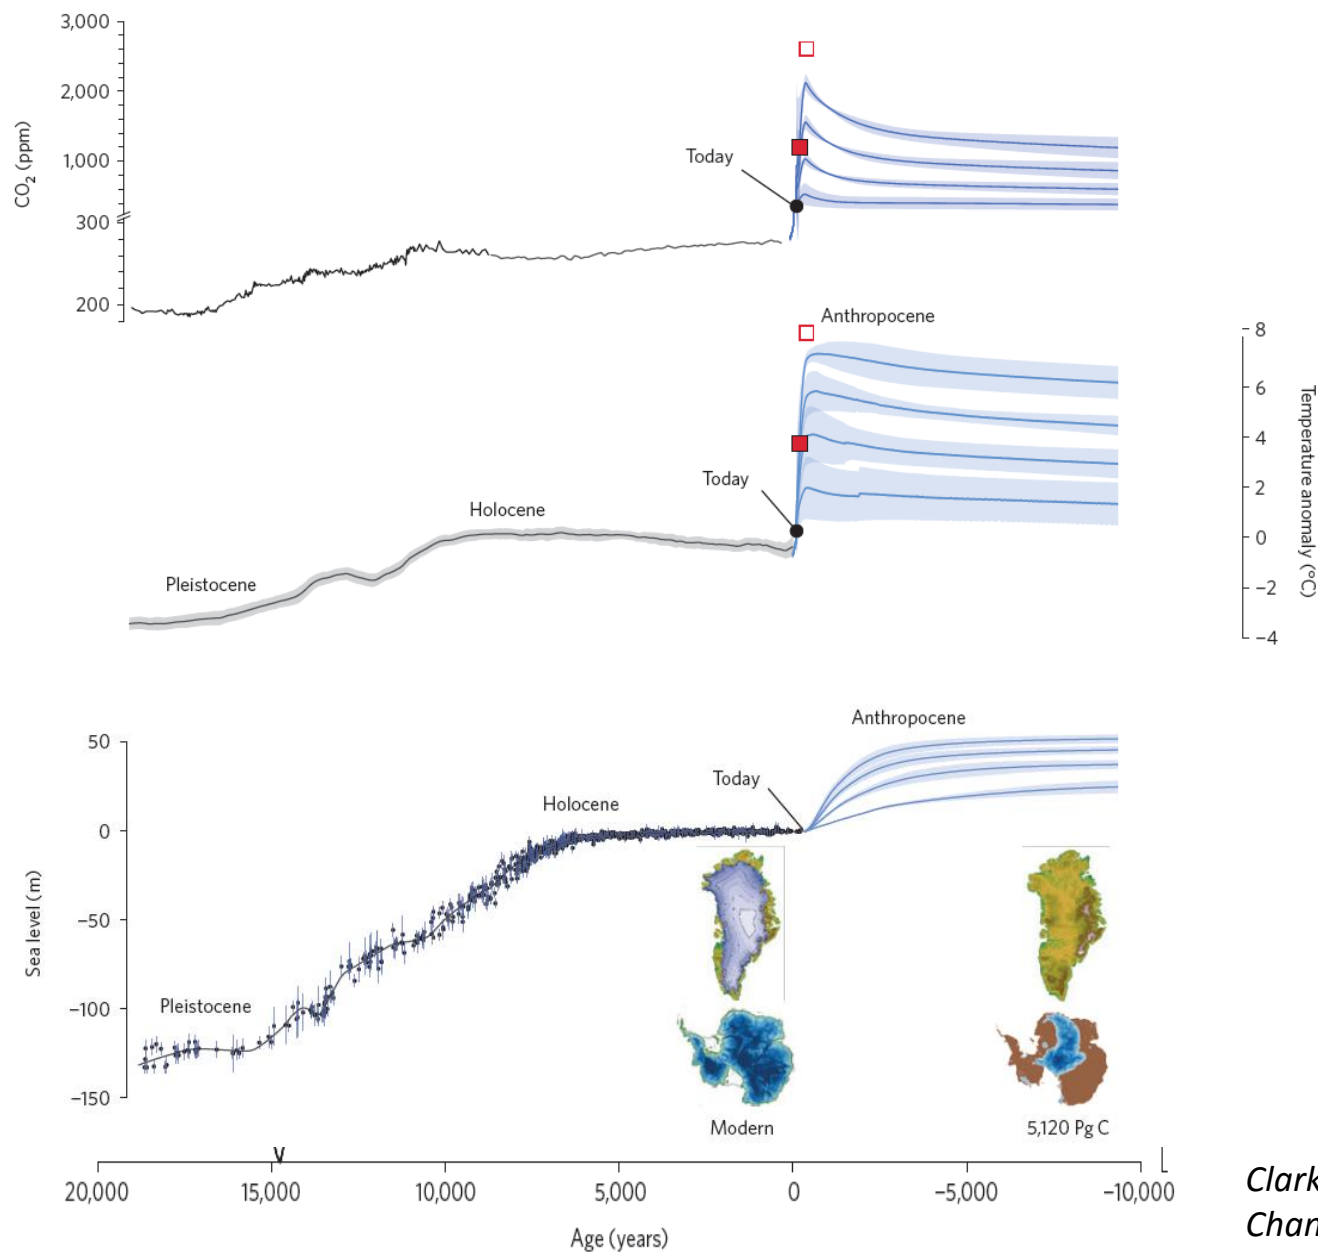 3,000
2,000
1,000
300
200
CO₂ (ppm)
Today
Anthropocene
8
6
4
2
0
−2
−4
Temperature anomaly (°C)
Today
Holocene
Pleistocene
Anthropocene
50
0
−50
−100
−150
Sea level (m)
Today
Holocene
Pleistocene
Modern
5,120 Pg C
20,000
15,000
10,000
5,000
0
−5,000
−10,000
Age (years)
Clark
Chan